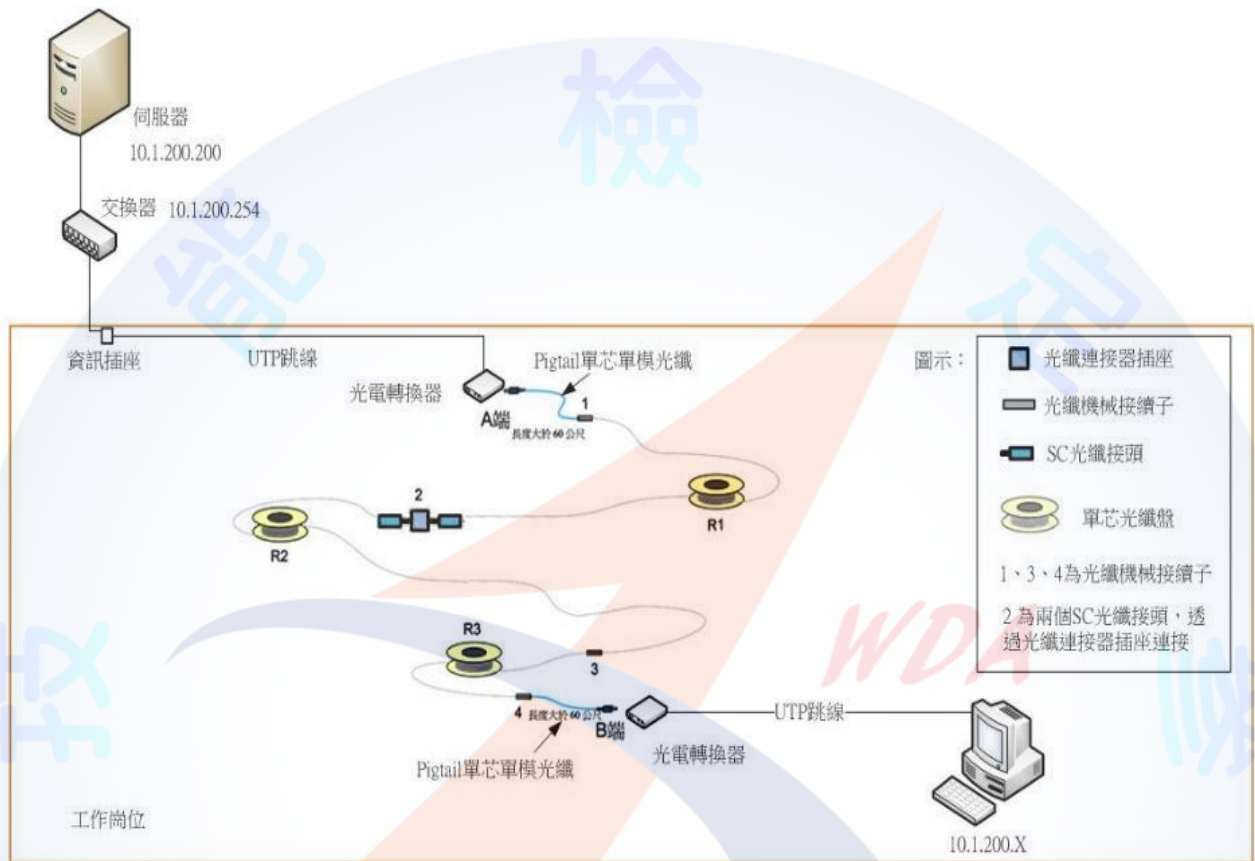 檢
能
定
技
伺服器
10.1.200.200
交換器 10.1.200.254
資訊插座
UTP跳線
Pigtail單芯單模光纖
光電轉換器
A端
1
長度大於 60 公尺
R1
2
R2
R3
3
4
長度大於 60 公尺
B端
Pigtail單芯單模光纖
光電轉換器
UTP跳線
10.1.200.X
工作崗位
圖示：
光纖連接器插座
光纖機械接續子
SC光纖接頭
單芯光纖盤
1、3、4為光纖機械接續子
2 為兩個SC光纖接頭，透
過光纖連接器插座連接
WDA